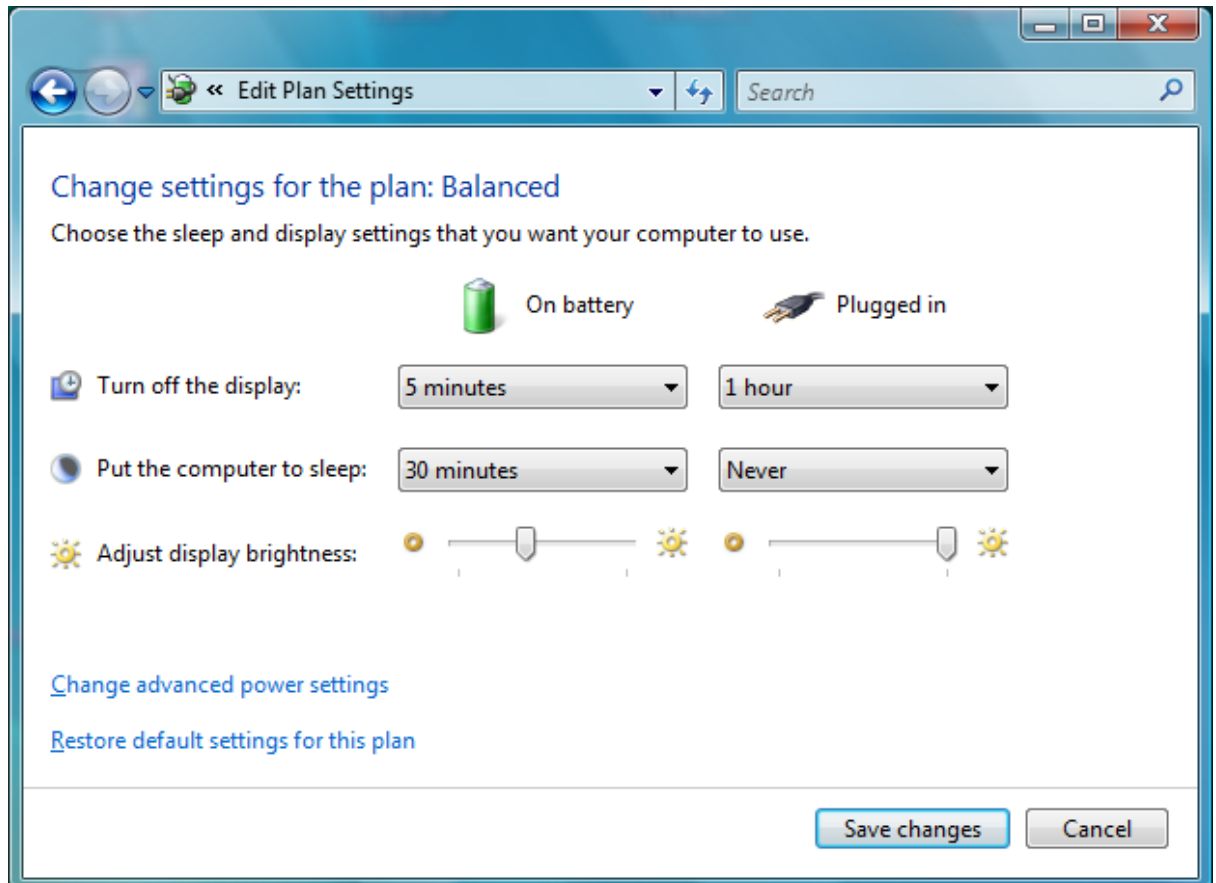 « Edit Plan Settings
Search
Change settings for the plan: Balanced
Choose the sleep and display settings that you want your computer to use.
On battery Plugged in
Turn off the display: 5 minutes 1 hour
Put the computer to sleep: 30 minutes Never
Adjust display brightness:
Change advanced power settings
Restore default settings for this plan
Save changes Cancel